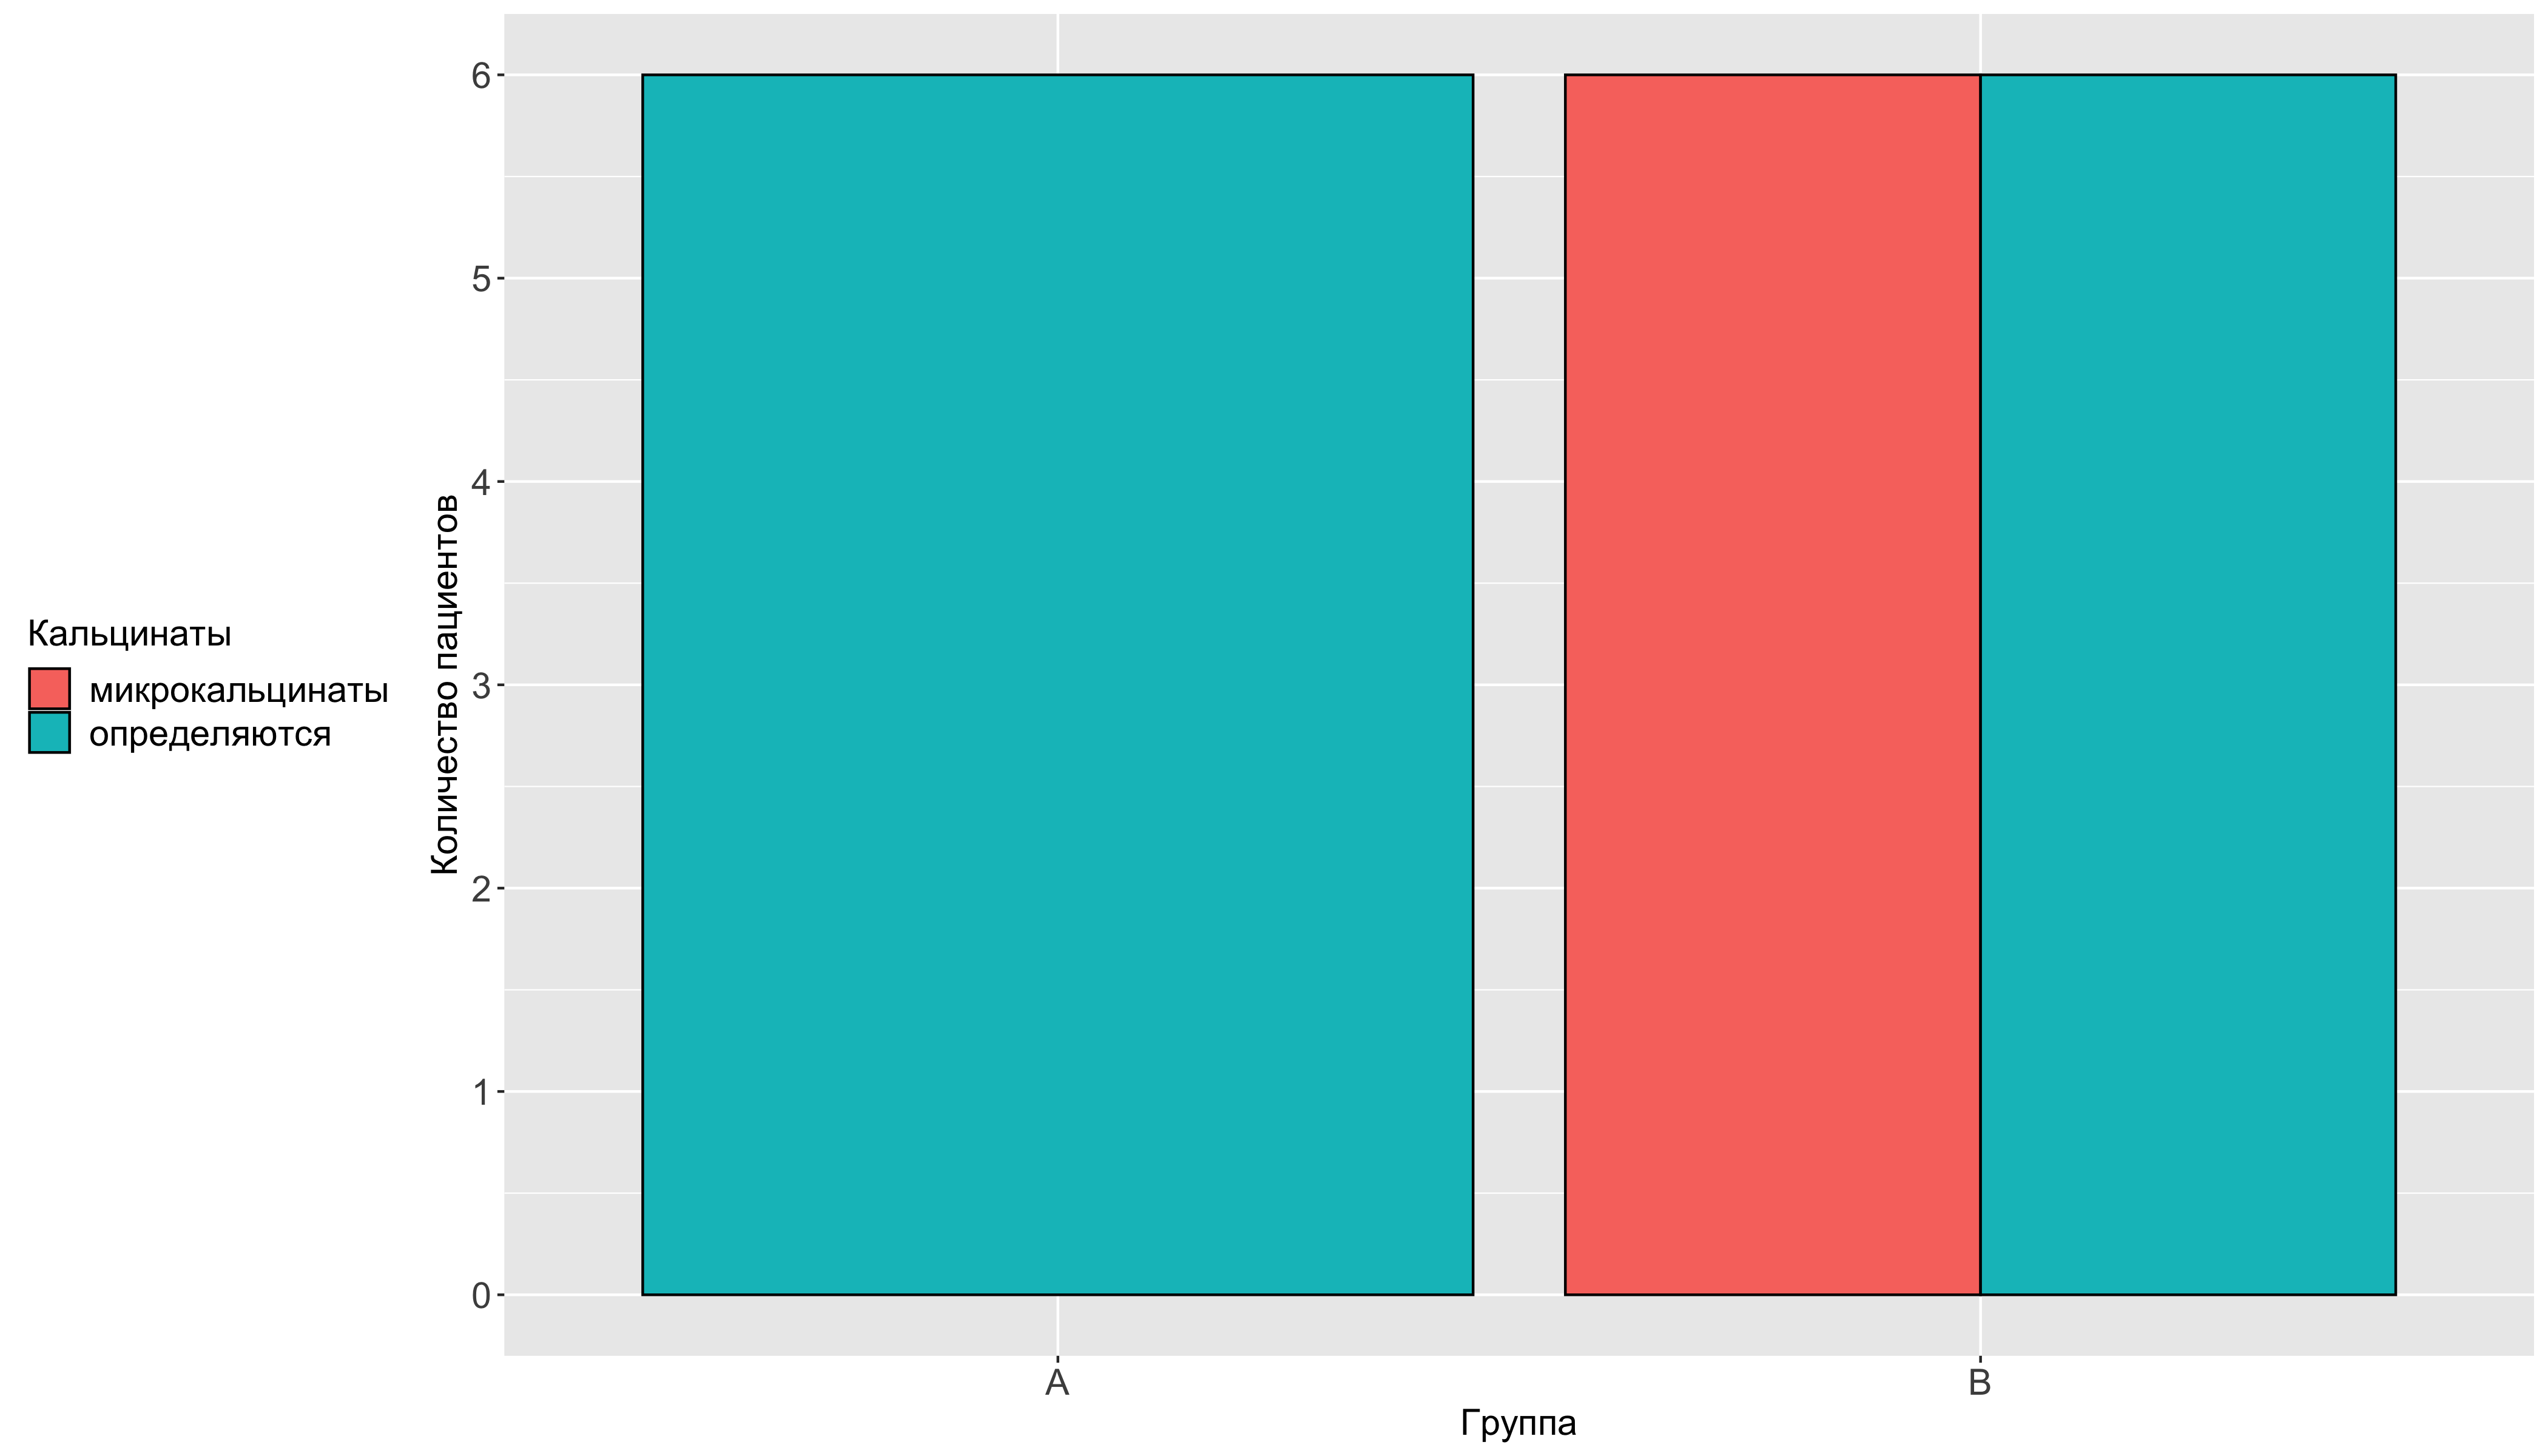 Кальцинаты
микрокальцинаты
определяются
Количество пациентов
6
5
4
3
2
1
0
A
B
Группа